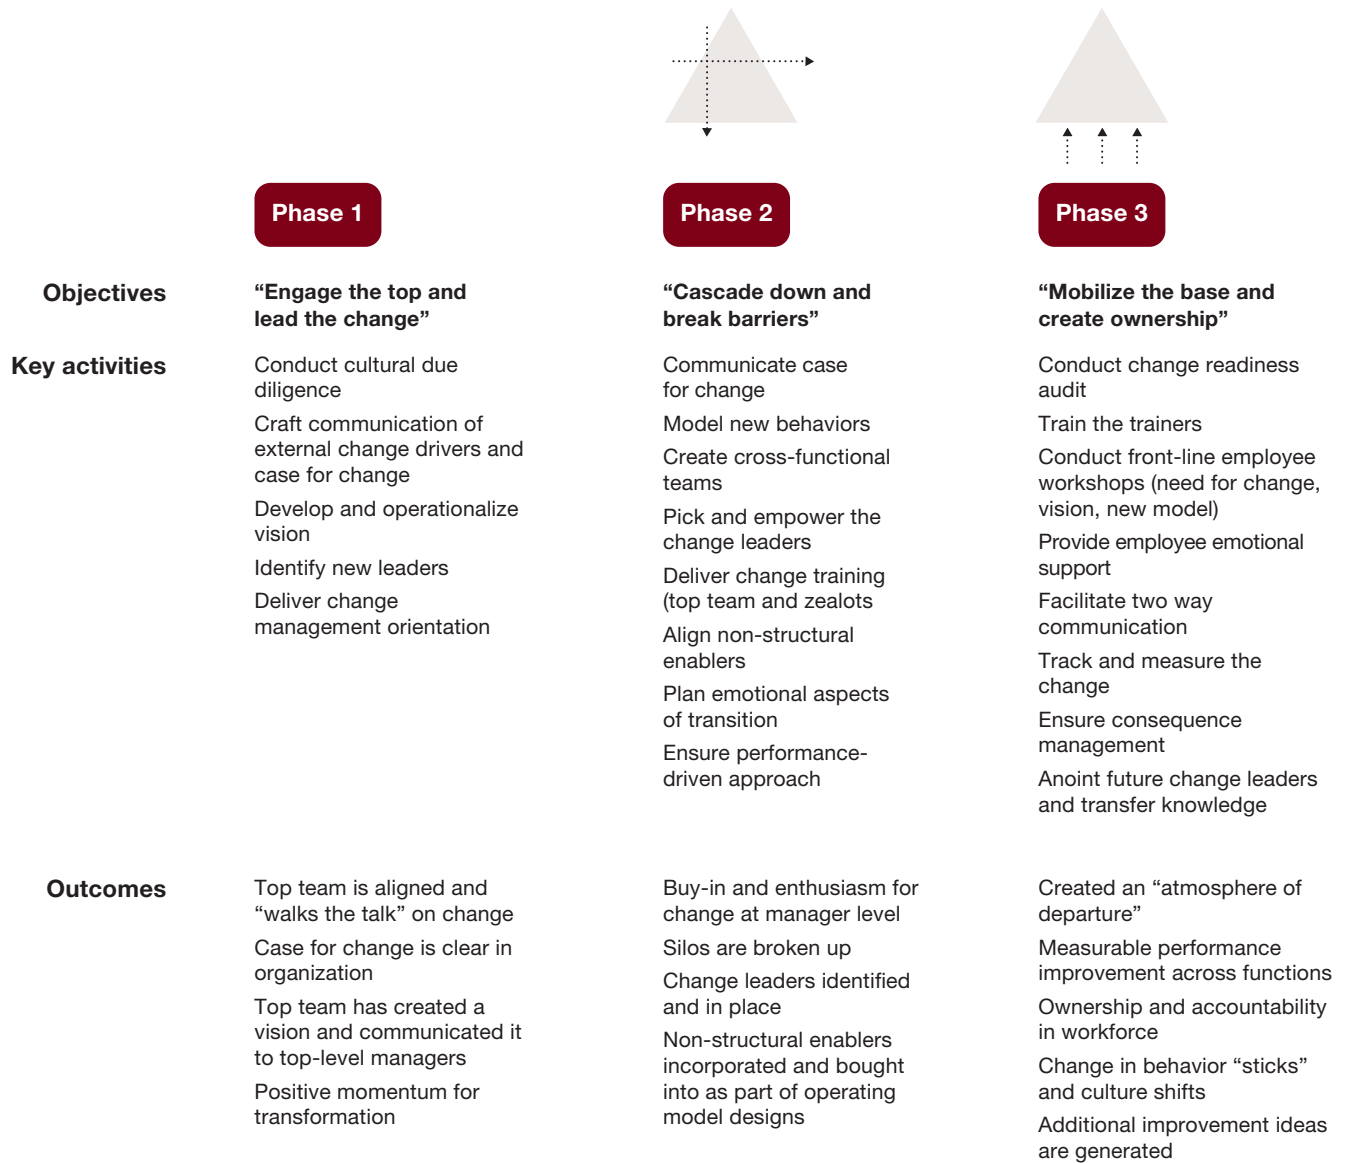 Phase 1
Phase 2
Phase 3
Objectives
“Engage the top and
lead the change”
“Cascade down and
break barriers”
“Mobilize the base and
create ownership”
Key activities
Conduct cultural due
diligence
Craft communication of
external change drivers and
case for change
Develop and operationalize
vision
Identify new leaders
Deliver change
management orientation
Communicate case
for change
Model new behaviors
Create cross-functional
teams
Pick and empower the
change leaders
Deliver change training
(top team and zealots
Align non-structural
enablers
Plan emotional aspects
of transition
Ensure performance-
driven approach
Conduct change readiness
audit
Train the trainers
Conduct front-line employee
workshops (need for change,
vision, new model)
Provide employee emotional
support
Facilitate two way
communication
Track and measure the
change
Ensure consequence
management
Anoint future change leaders
and transfer knowledge
Outcomes
Top team is aligned and
“walks the talk” on change
Case for change is clear in
organization
Top team has created a
vision and communicated it
to top-level managers
Positive momentum for
transformation
Buy-in and enthusiasm for
change at manager level
Silos are broken up
Change leaders identified
and in place
Non-structural enablers
incorporated and bought
into as part of operating
model designs
Created an “atmosphere of
departure”
Measurable performance
improvement across functions
Ownership and accountability
in workforce
Change in behavior “sticks”
and culture shifts
Additional improvement ideas
are generated